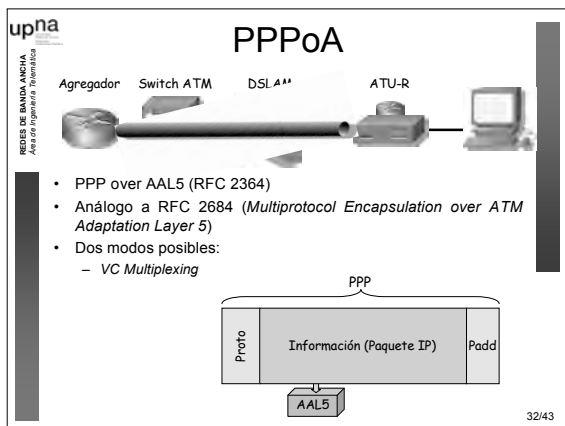 upna
PPPoA
REDES DE BANDA ANCHA
Área de Ingeniería Telemática
Agregador Switch ATM DSLAM ATU-R
• PPP over AAL5 (RFC 2364)
• Análogo a RFC 2684 (Multiprotocol Encapsulation over ATM
Adaptation Layer 5)
• Dos modos posibles:
– VC Multiplexing
PPP
Proto
Información (Paquete IP)
Padd
AAL5
32/43